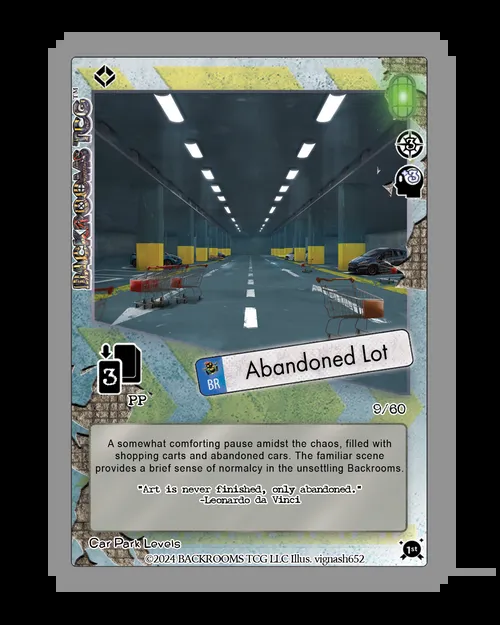 BACKROOMS TCG™
3
3
3
PP
BR
Abandoned Lot
9/60
A somewhat comforting pause amidst the chaos, filled with
shopping carts and abandoned cars. The familiar scene
provides a brief sense of normalcy in the unsettling Backrooms.
"Art is never finished, only abandoned."
-Leonardo da Vinci
Car Park Levels
1st
©2024 BACKROOMS TCG LLC Illus. vignash652